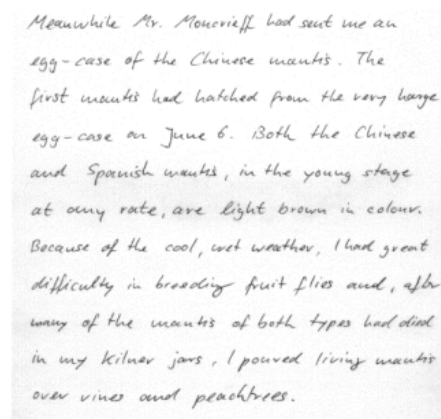 Meanwhile Mr. Moncrieff had sent me an
egg-case of the Chinese mantis. The
first mantis had hatched from the very large
egg-case on June 6. Both the Chinese
and Spanish mantis, in the young stage
at any rate, are light brown in colour.
Because of the cool, wet weather, I had great
difficulty in breeding fruit flies and, after
many of the mantis of both types had died
in my Kilner jars, I poured living mantis
over vines and peachtrees.